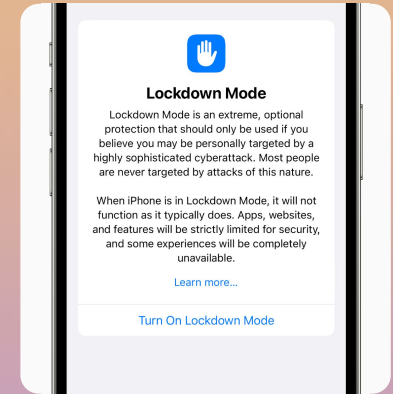 Lockdown Mode
Lockdown Mode is an extreme, optional
protection that should only be used if you
believe you may be personally targeted by a
highly sophisticated cyberattack. Most people
are never targeted by attacks of this nature.
When iPhone is in Lockdown Mode, it will not
function as it typically does. Apps, websites,
and features will be strictly limited for security,
and some experiences will be completely
unavailable.
Learn more...
Turn On Lockdown Mode